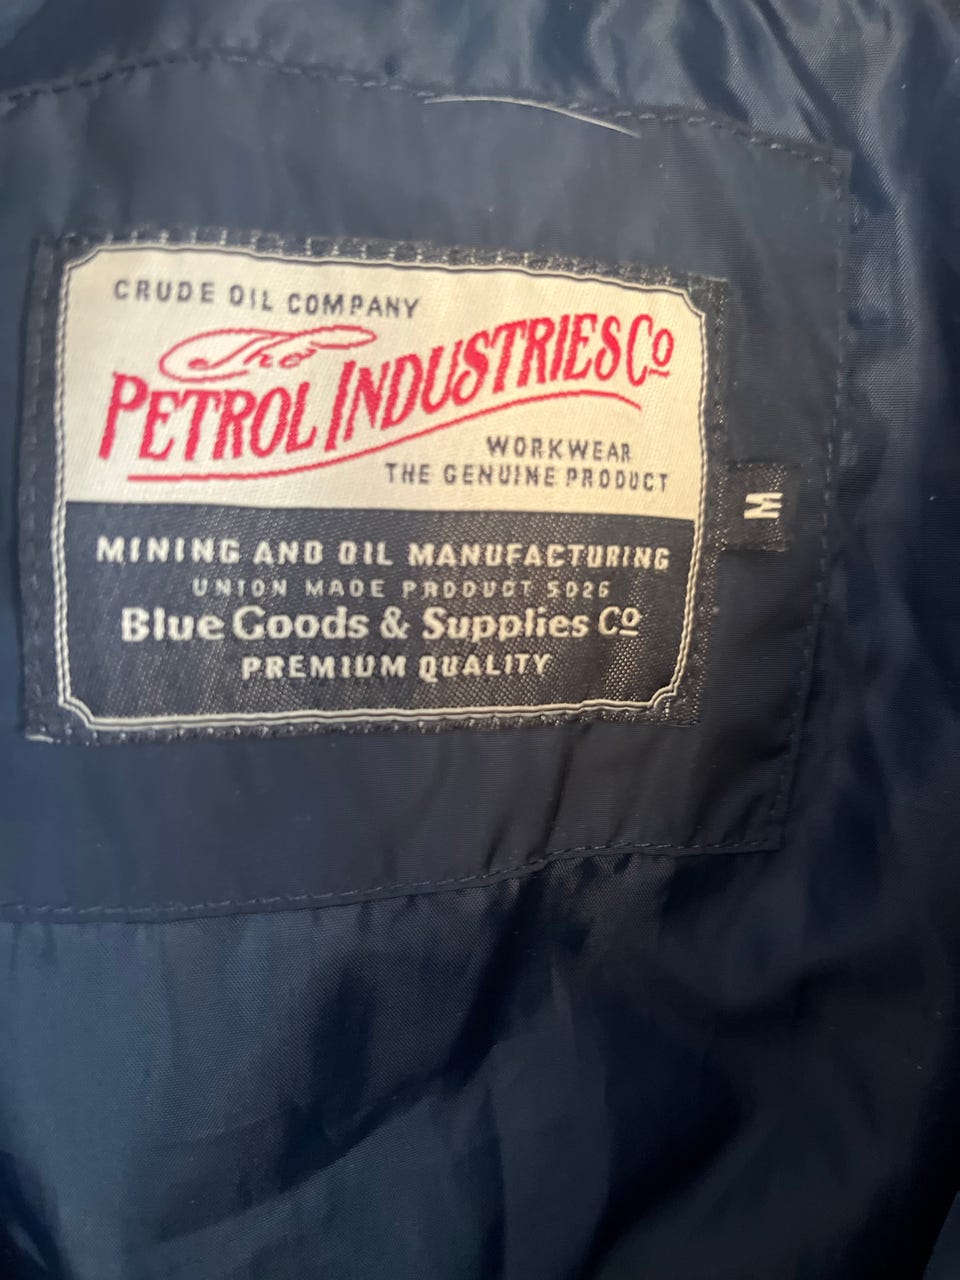 CRUDE OIL COMPANY
The
PETROL INDUSTRIES Co
WORKWEAR
THE GENUINE PRODUCT
M
MINING AND OIL MANUFACTURING
UNION MADE PRODUCT 5026
Blue Goods & Supplies Co
PREMIUM QUALITY